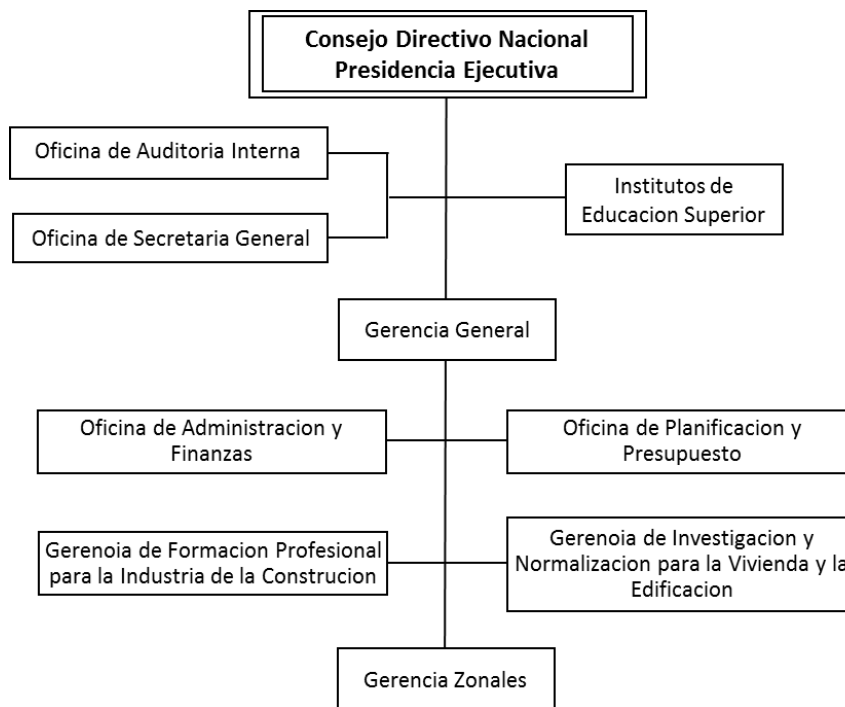 Consejo Directivo Nacional
Presidencia Ejecutiva
Oficina de Auditoria Interna
Institutos de
Educacion Superior
Oficina de Secretaria General
Gerencia General
Oficina de Administracion y
Finanzas
Oficina de Planificacion y
Presupuesto
Gerenoia de Formacion Profesional
para la Industria de la Construcion
Gerenoia de Investigacion y
Normalizacion para la Vivienda y la
Edificacion
Gerencia Zonales